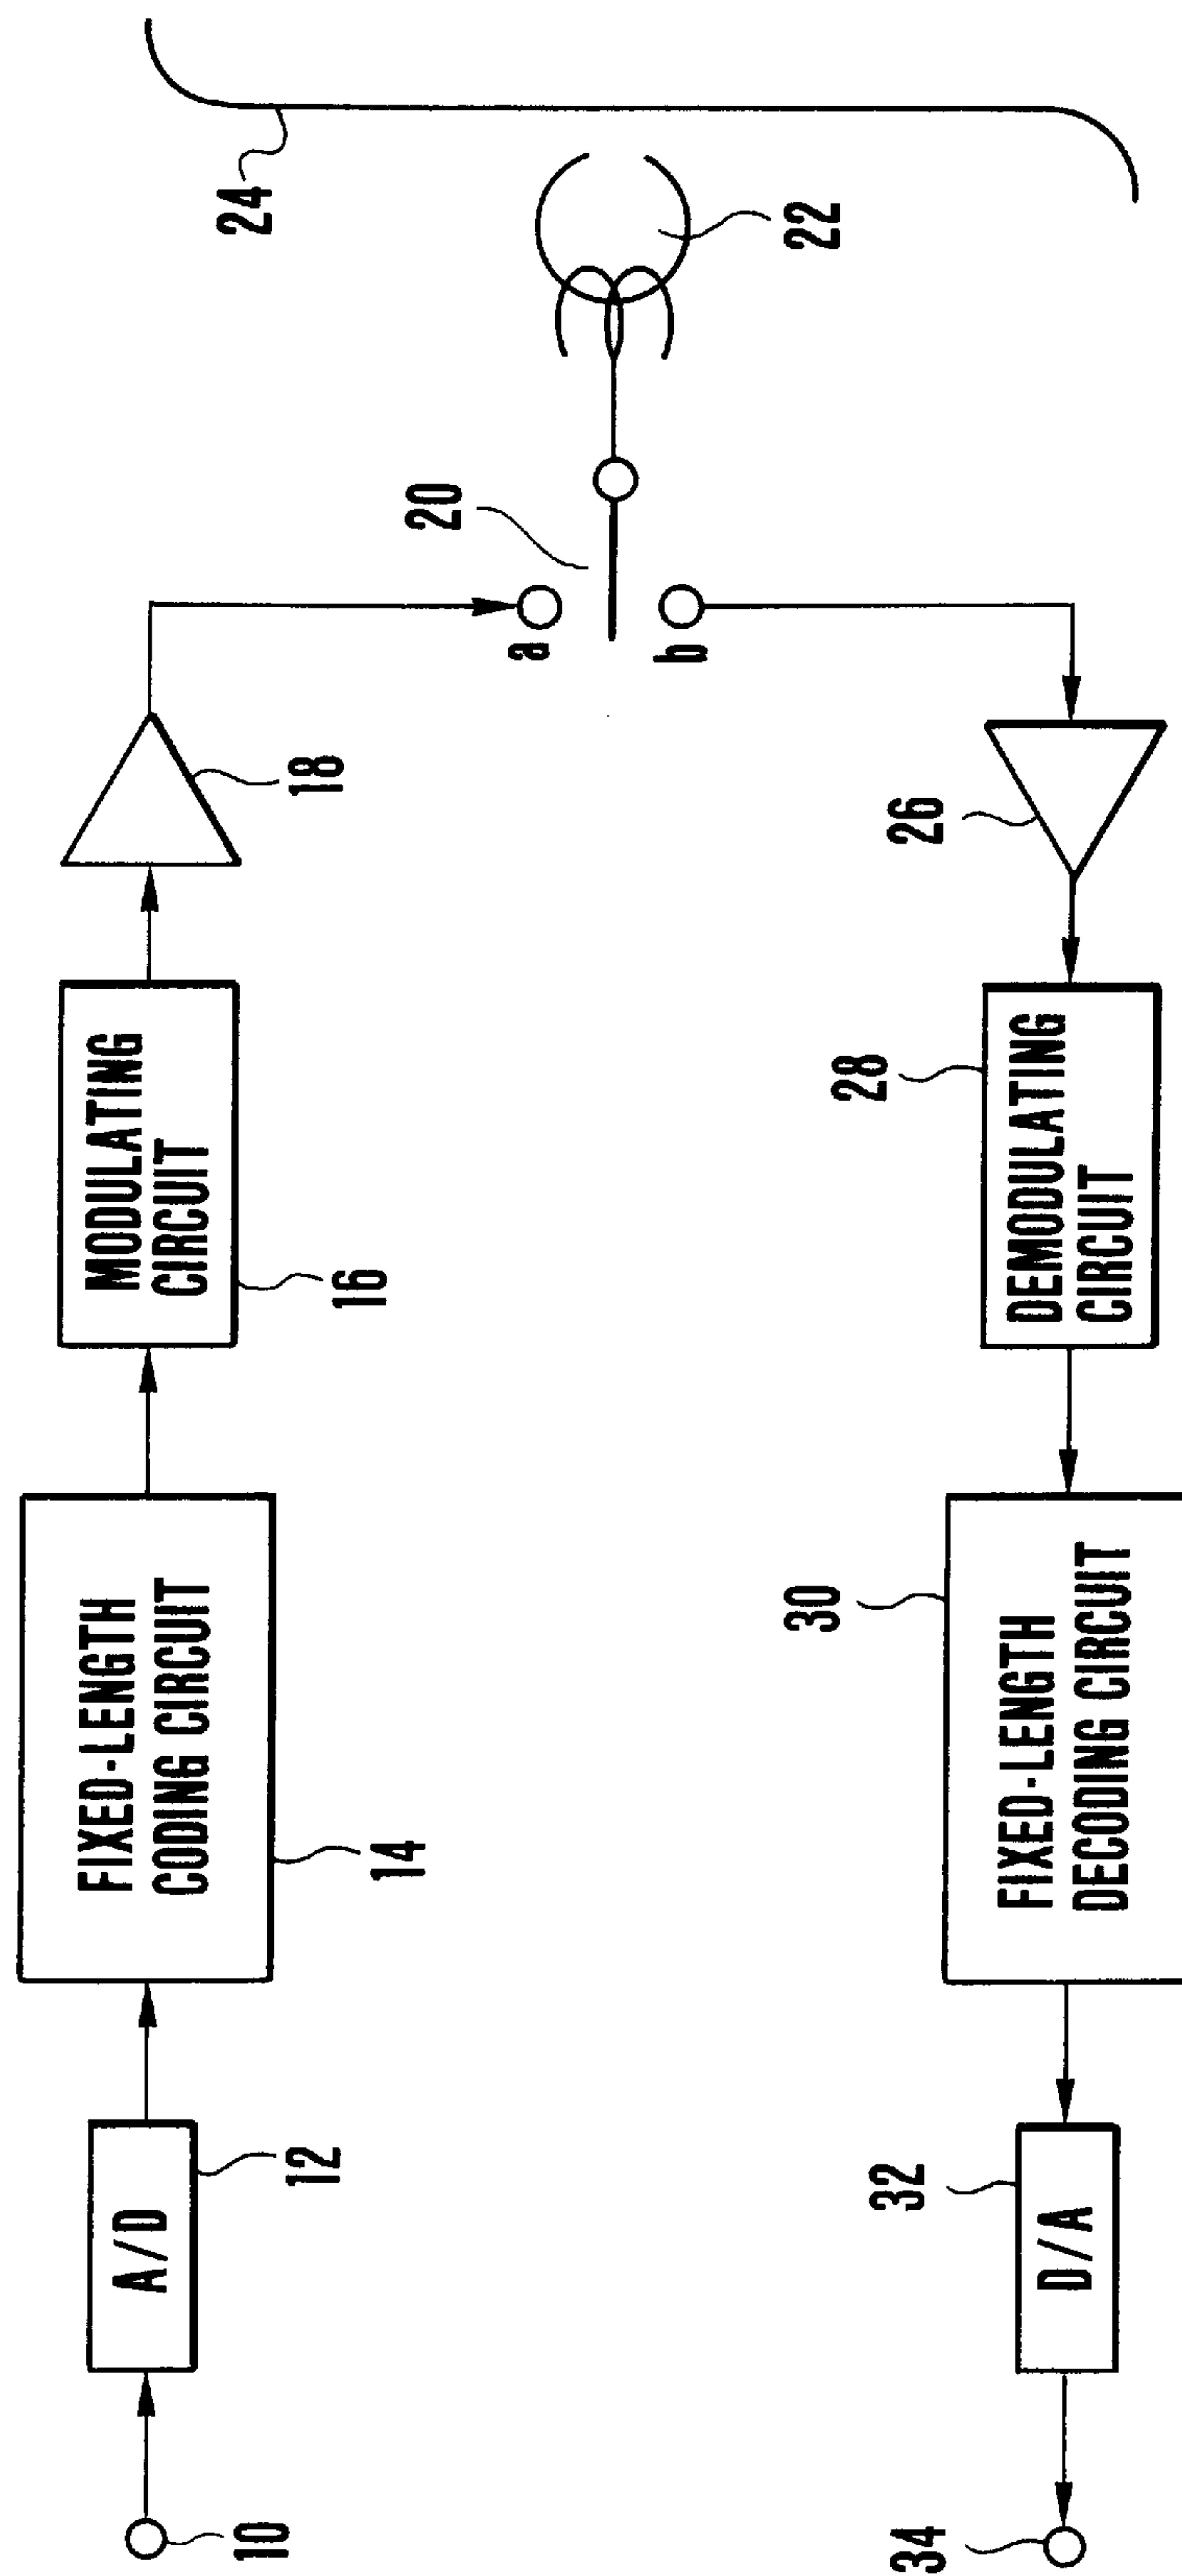 10
A/D
12
FIXED-LENGTH
CODING CIRCUIT
14
MODULATING
CIRCUIT
16
18
a
20
b
22
24
26
DEMODULATING
CIRCUIT
28
FIXED-LENGTH
DECODING CIRCUIT
30
D/A
32
34